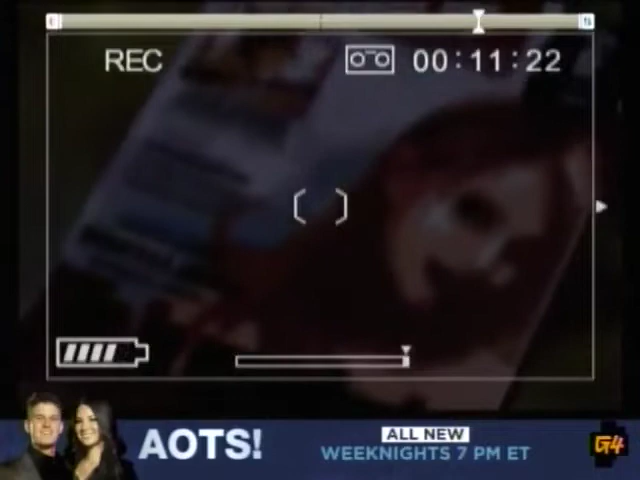 REC 00:11:22
AOTS!
ALL NEW
WEEKNIGHTS 7 PM ET
G4